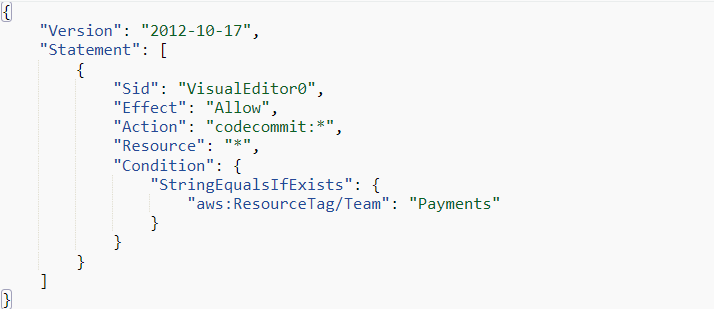 {
    "Version": "2012-10-17",
    "Statement": [
        {
            "Sid": "VisualEditor0",
            "Effect": "Allow",
            "Action": "codecommit:*",
            "Resource": "*",
            "Condition": {
                "StringEqualsIfExists": {
                    "aws:ResourceTag/Team": "Payments"
                }
            }
        }
    ]
}